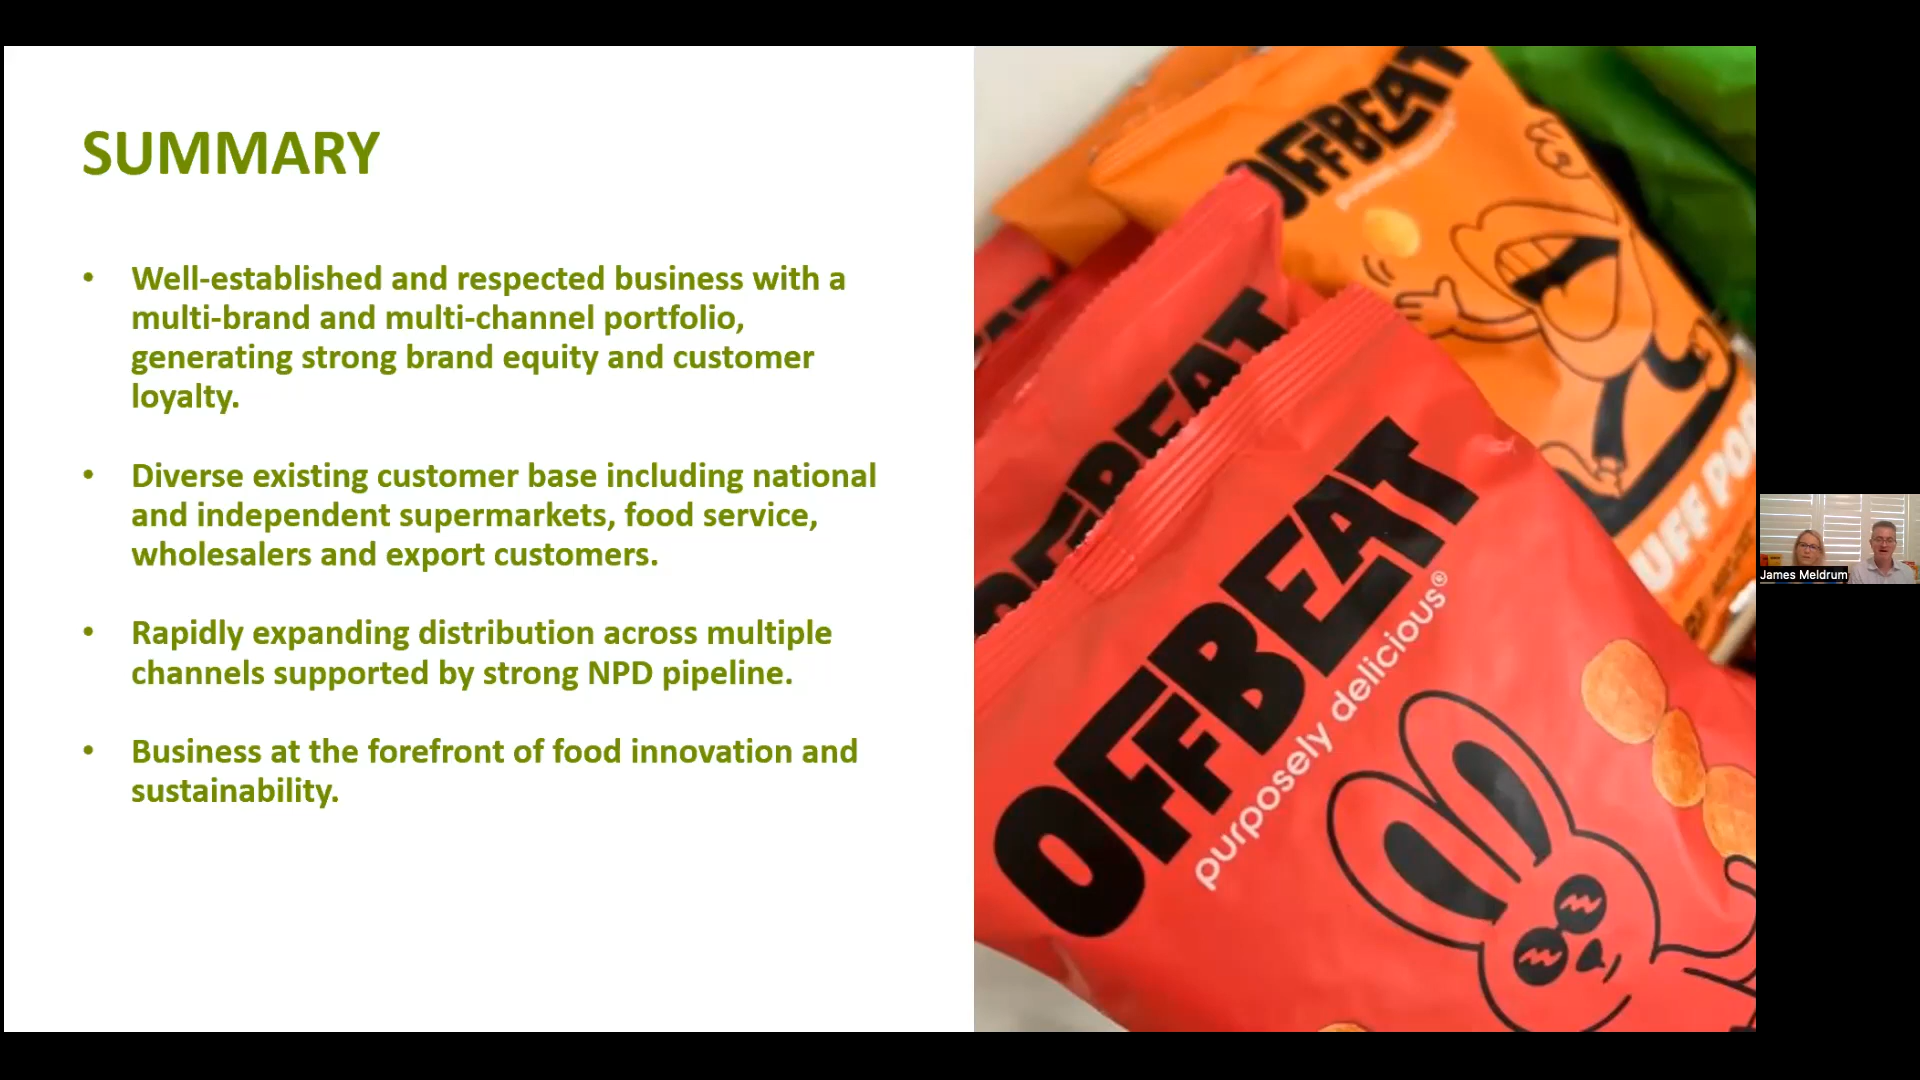 SUMMARY
• Well-established and respected business with a
multi-brand and multi-channel portfolio,
generating strong brand equity and customer
loyalty.
• Diverse existing customer base including national
and independent supermarkets, food service,
wholesalers and export customers.
• Rapidly expanding distribution across multiple
channels supported by strong NPD pipeline.
• Business at the forefront of food innovation and
sustainability.
OFFBEAT
OFFBEAT
OFFBEAT
purposely delicious®
James Meldrum